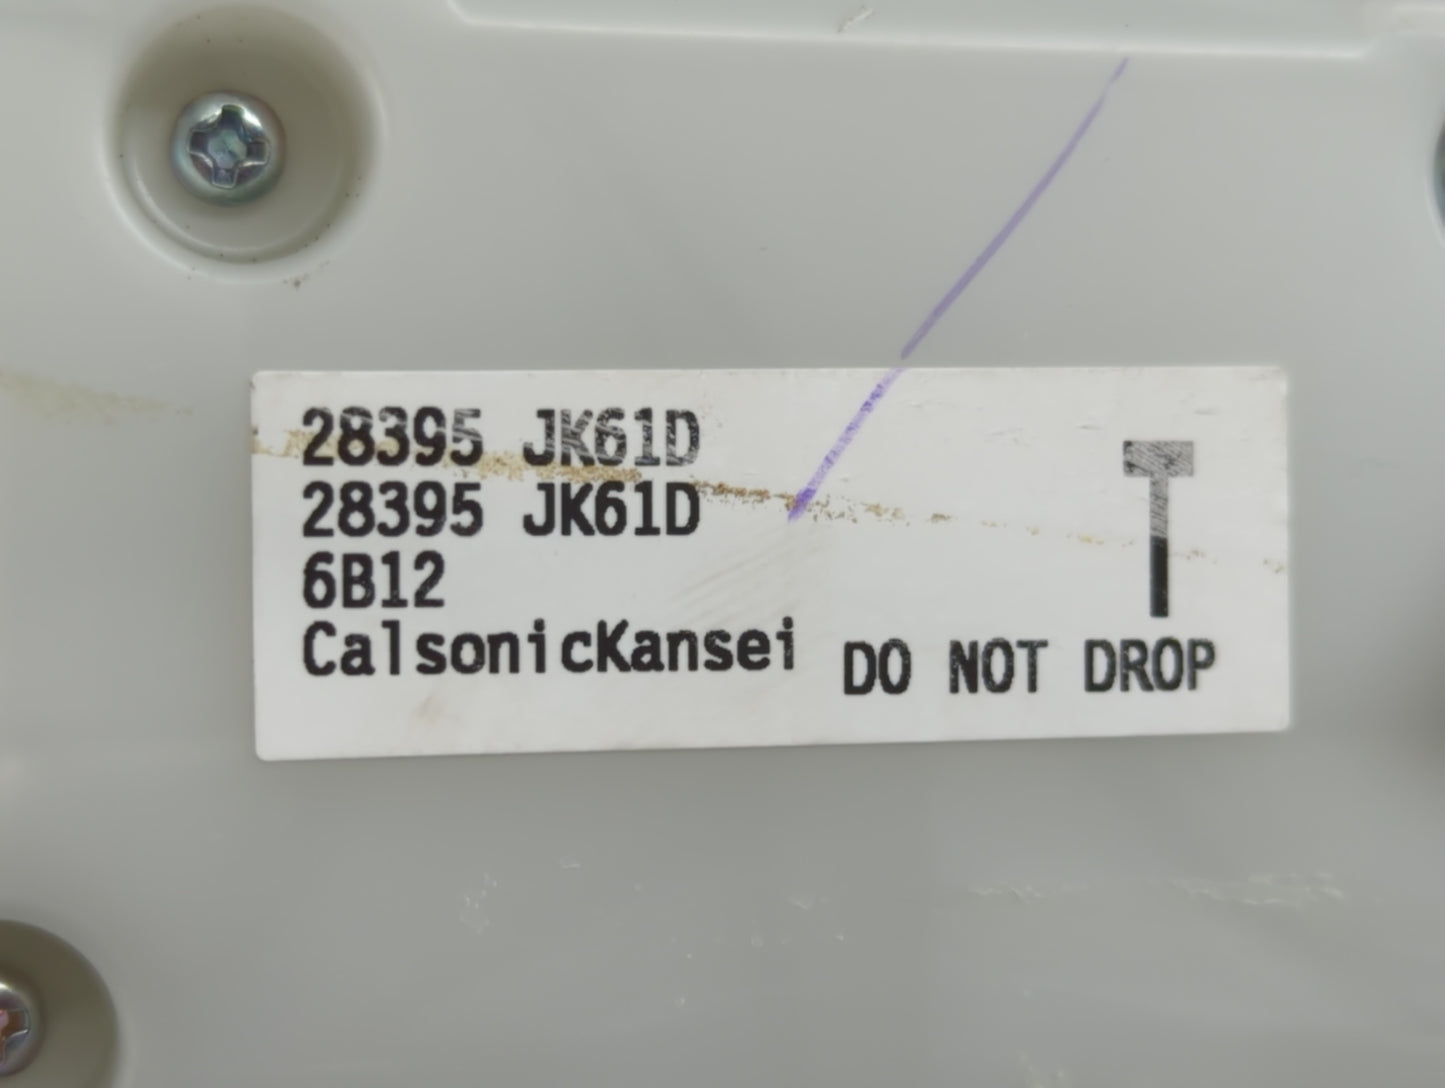 28395 JK61D
28395 JK61D
6B12
CalsonicKansei
T
DO NOT DROP